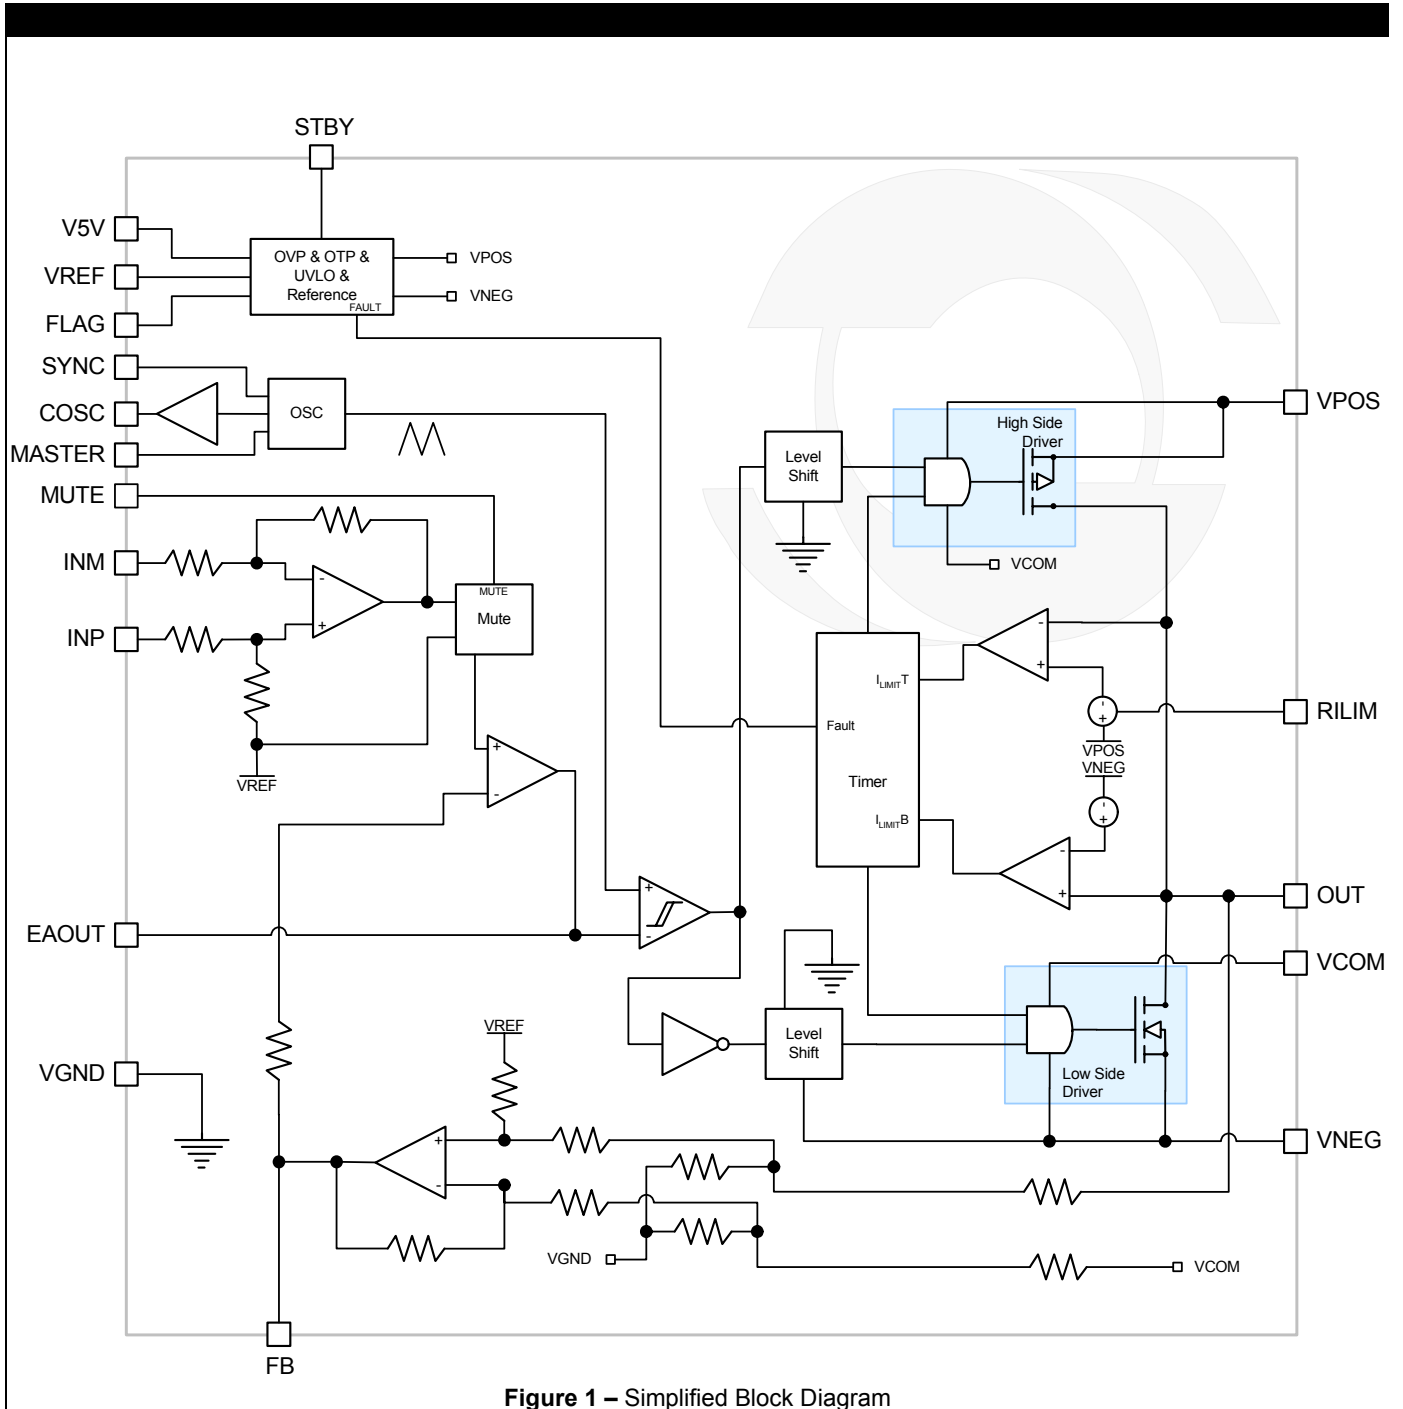 STBY
V5V
VREF
FLAG
SYNC
COSC
MASTER
MUTE
INM
INP
EAOUT
VGND
FB
OVP & OTP &
UVLO &
Reference
FAULT
VPOS
VNEG
OSC
MUTE
Mute
-
+
VREF
+
-
+
-
Level
Shift
High Side
Driver
VCOM
VPOS
-
+
I_LIMIT T
Fault
Timer
I_LIMIT B
-
+
VPOS
VNEG
-
+
RILIM
-
+
OUT
VCOM
Level
Shift
Low Side
Driver
VNEG
VREF
+
-
VGND
VCOM
Figure 1 – Simplified Block Diagram